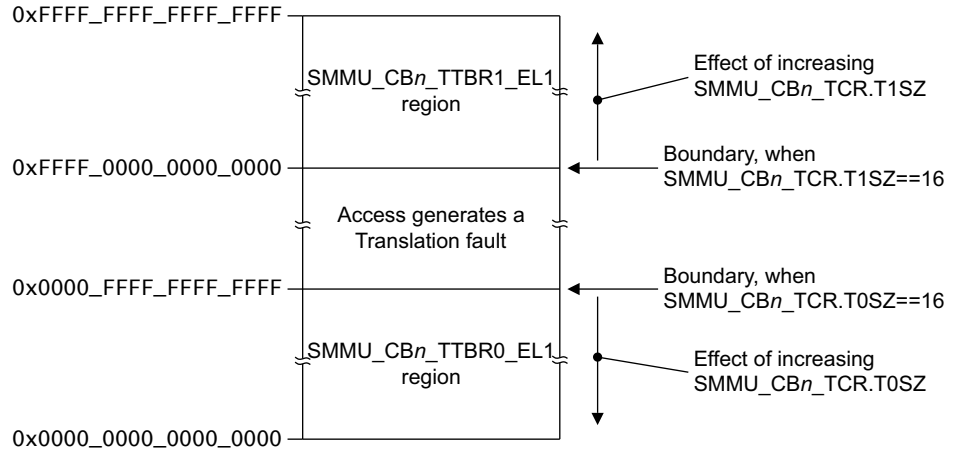 0xFFFF_FFFF_FFFF_FFFF
SMMU_CBn_TTBR1_EL1
region
Effect of increasing
SMMU_CBn_TCR.T1SZ
0xFFFF_0000_0000_0000
Boundary, when
SMMU_CBn_TCR.T1SZ==16
Access generates a
Translation fault
0x0000_FFFF_FFFF_FFFF
Boundary, when
SMMU_CBn_TCR.T0SZ==16
SMMU_CBn_TTBR0_EL1
region
Effect of increasing
SMMU_CBn_TCR.T0SZ
0x0000_0000_0000_0000